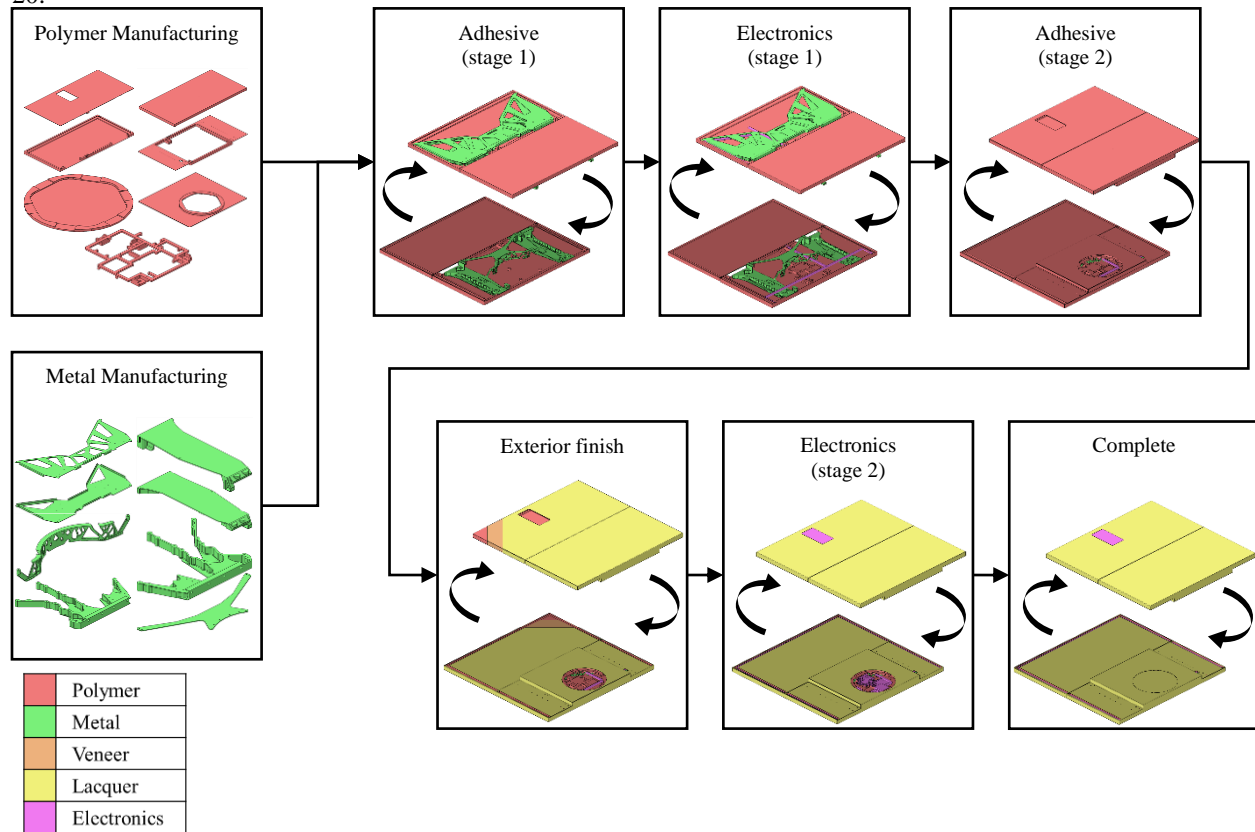 20.
Polymer Manufacturing
Adhesive
(stage 1)
Electronics
(stage 1)
Adhesive
(stage 2)
Metal Manufacturing
Exterior finish
Electronics
(stage 2)
Complete
Polymer
Metal
Veneer
Lacquer
Electronics